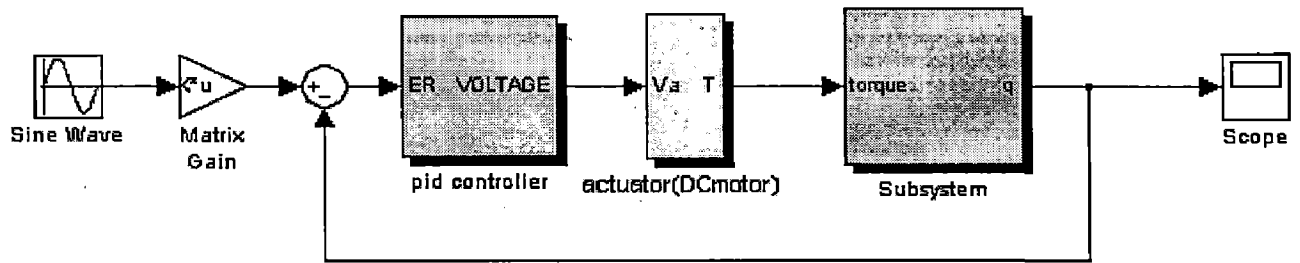 ER VOLTAGE
Va T
torque q
K*u
+
−
Sine Wave
Matrix
Gain
pid controller
actuator(DCmotor)
Subsystem
Scope